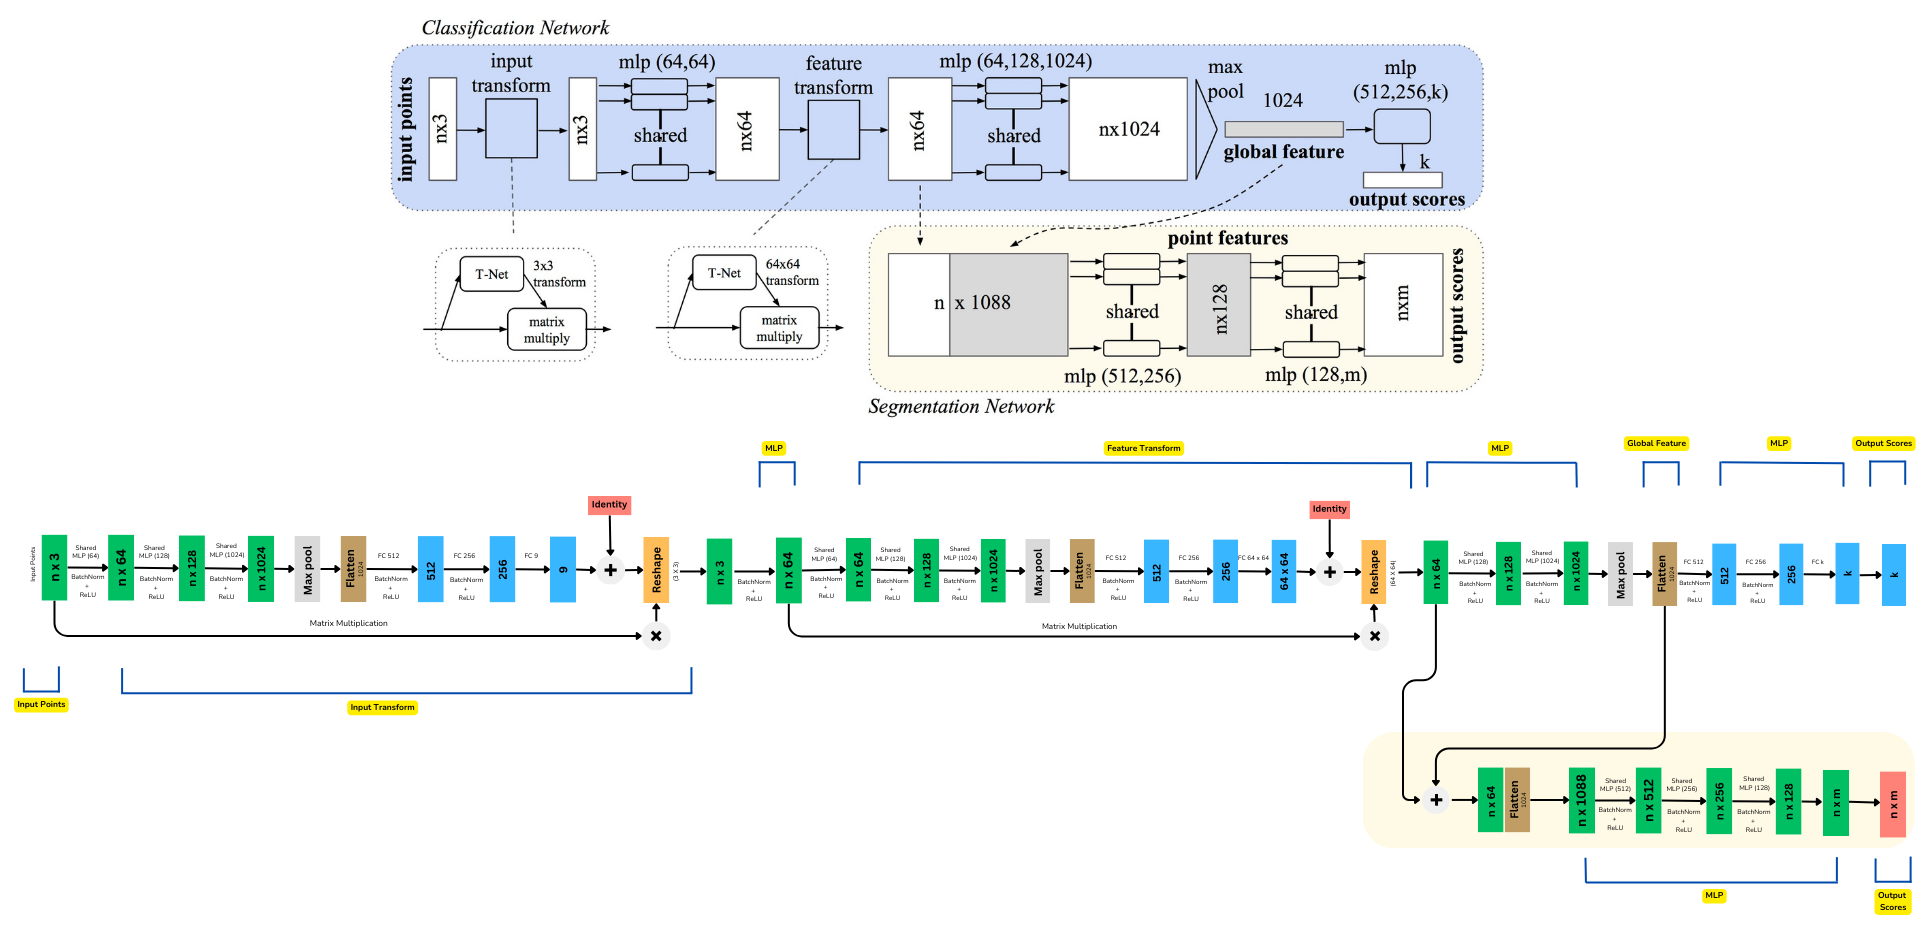 Classification Network
input points
nx3
input
transform
nx3
mlp (64,64)
shared
nx64
feature
transform
nx64
mlp (64,128,1024)
shared
nx1024
max
pool
1024
global feature
mlp
(512,256,k)
k
output scores
T-Net
3x3
transform
matrix
multiply
T-Net
64x64
transform
matrix
multiply
point features
n x 1088
shared
mlp (512,256)
nx128
shared
mlp (128,m)
nxm
output scores
Segmentation Network
MLP
Feature Transform
MLP
Global Feature
MLP
Output Scores
Input Points
n x 3
Shared
MLP (64)
BatchNorm
+
ReLU
n x 64
Shared
MLP (128)
BatchNorm
+
ReLU
n x 128
Shared
MLP (1024)
BatchNorm
+
ReLU
n x 1024
Max pool
Flatten
1024
FC 512
BatchNorm
+
ReLU
512
FC 256
BatchNorm
+
ReLU
256
FC 9
9
Identity
+
Reshape
(3 X 3)
×
Matrix Multiplication
n x 3
BatchNorm
+
ReLU
n x 64
Shared
MLP (64)
BatchNorm
+
ReLU
n x 64
Shared
MLP (128)
BatchNorm
+
ReLU
n x 128
Shared
MLP (1024)
BatchNorm
+
ReLU
n x 1024
Max pool
Flatten
1024
FC 512
BatchNorm
+
ReLU
512
FC 256
BatchNorm
+
ReLU
256
FC 64 x 64
64 x 64
Identity
+
Reshape
(64 X 64)
×
Matrix Multiplication
n x 64
Shared
MLP (128)
BatchNorm
+
ReLU
n x 128
Shared
MLP (1024)
BatchNorm
+
ReLU
n x 1024
Max pool
Flatten
1024
FC 512
BatchNorm
+
ReLU
512
FC 256
BatchNorm
+
ReLU
256
FC k
k
k
Input Points
Input Transform
+
n x 64
Flatten
1024
n x 1088
Shared
MLP (512)
BatchNorm
+
ReLU
n x 512
Shared
MLP (256)
BatchNorm
+
ReLU
n x 256
Shared
MLP (128)
BatchNorm
+
ReLU
n x 128
n x m
n x m
MLP
Output
Scores